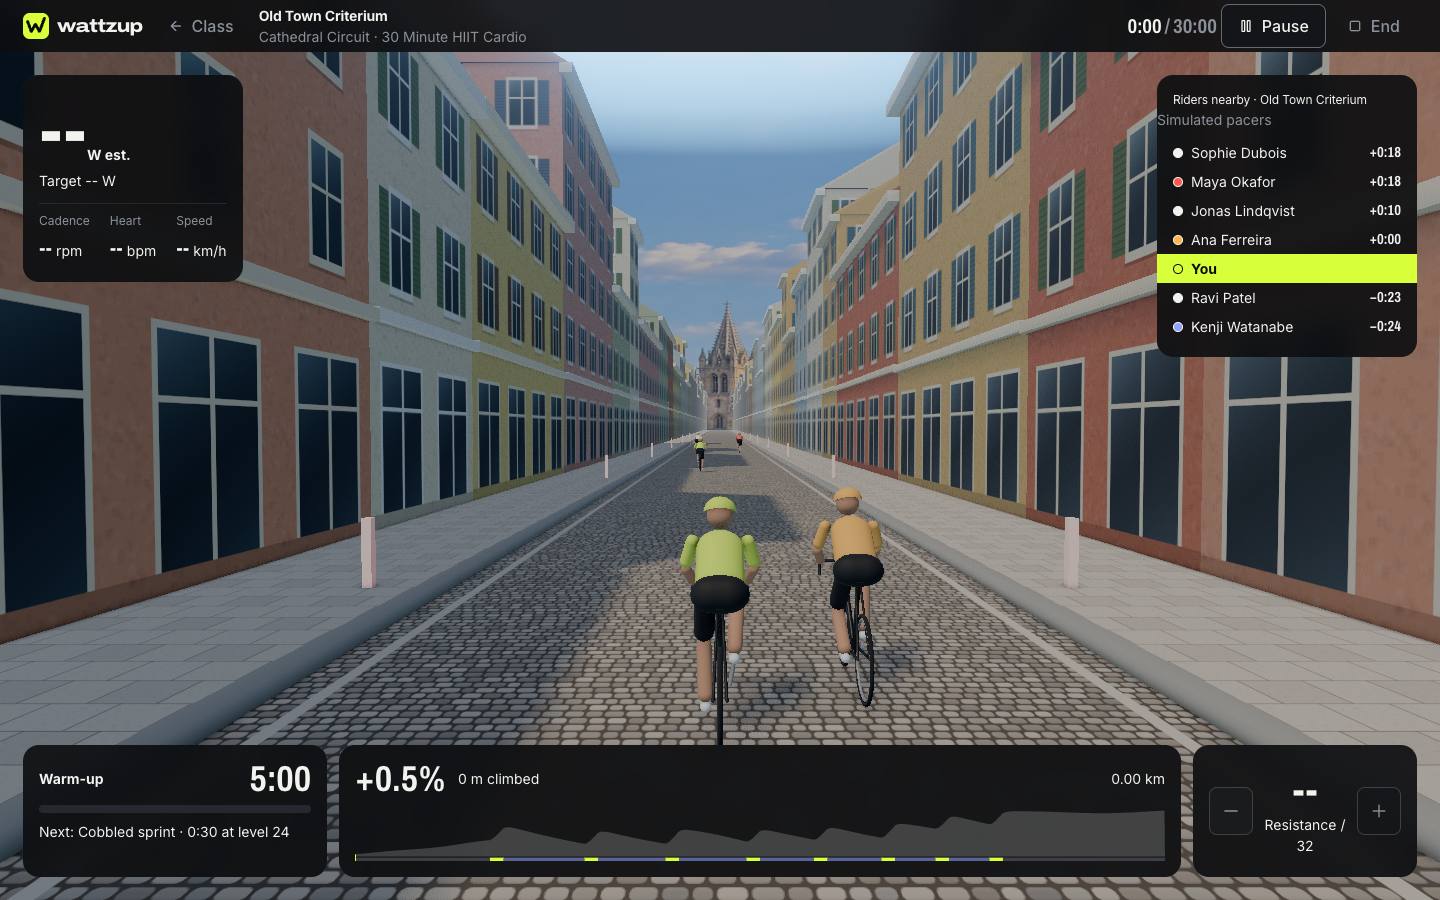 wattzup
Class
Old Town Criterium
Cathedral Circuit · 30 Minute HIIT Cardio
0:00 / 30:00
Pause
End
--
W est.
Target -- W
Cadence Heart Speed
-- rpm -- bpm -- km/h
Riders nearby · Old Town Criterium
Simulated pacers
Sophie Dubois +0:18
Maya Okafor +0:18
Jonas Lindqvist +0:10
Ana Ferreira +0:00
You
Ravi Patel −0:23
Kenji Watanabe −0:24
Warm-up 5:00
Next: Cobbled sprint · 0:30 at level 24
+0.5% 0 m climbed 0.00 km
--
Resistance /
32